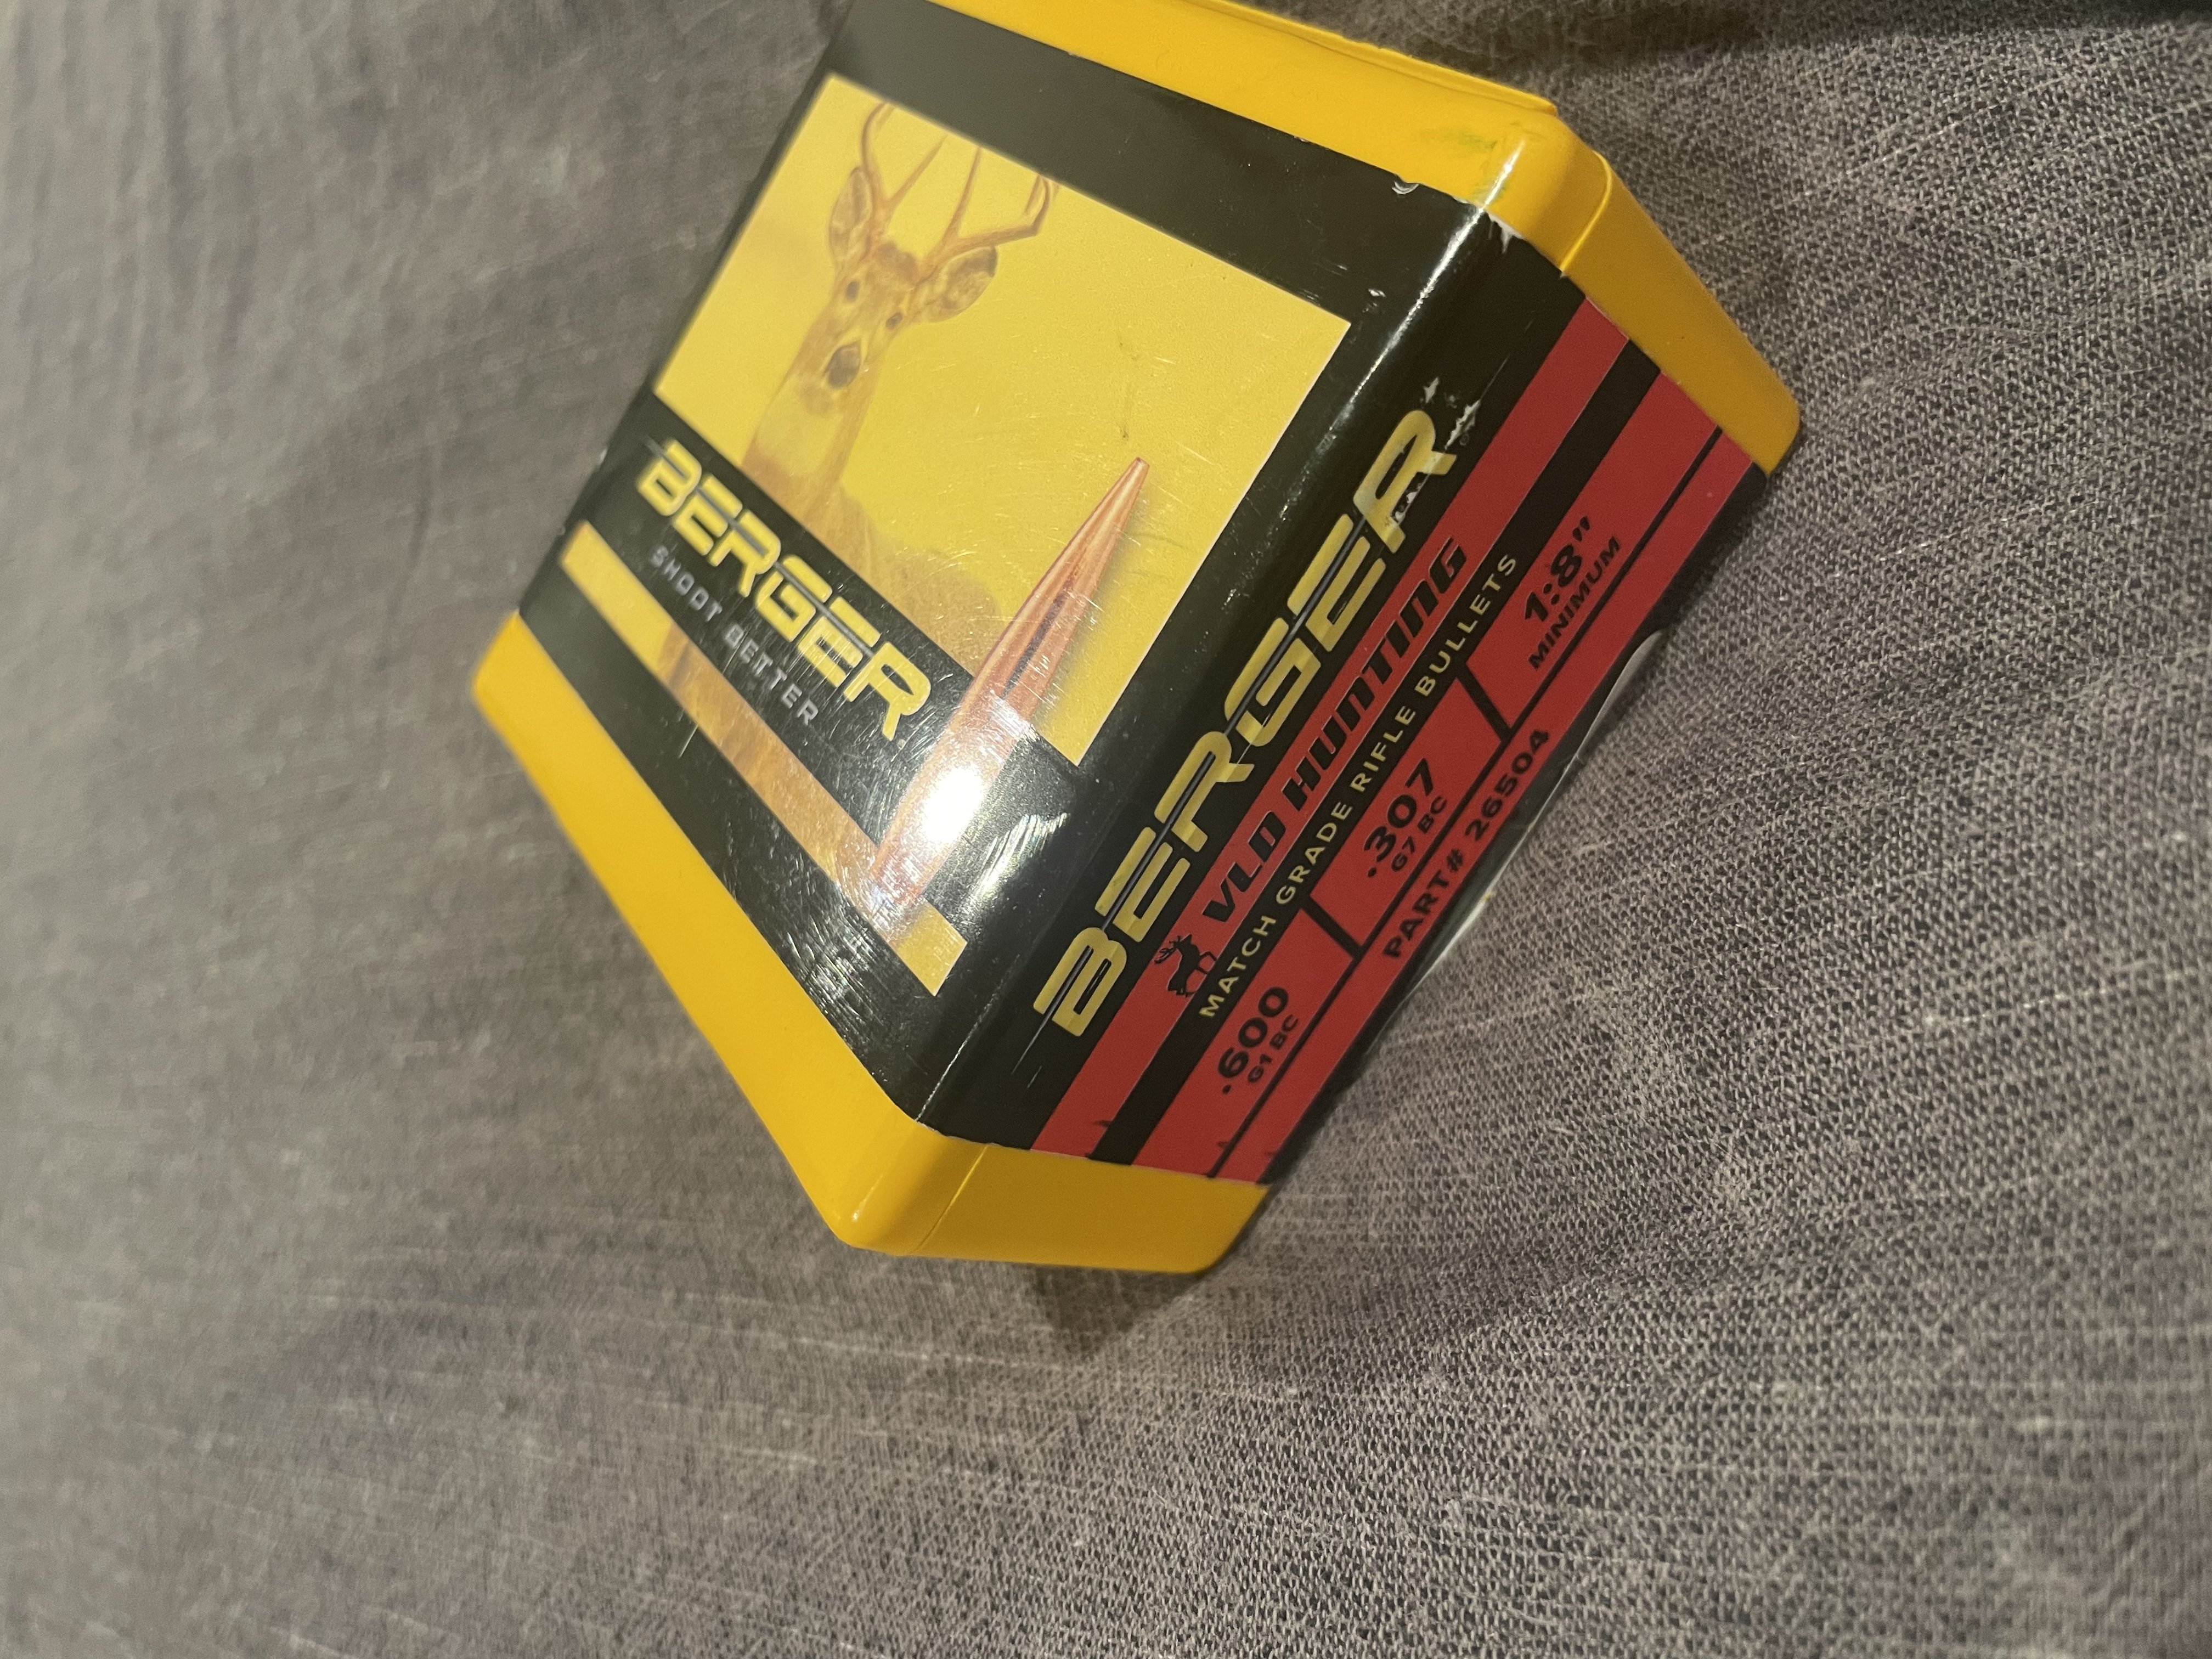 BERGER
SHOOT BETTER
BERGER
VLD HUNTING
MATCH GRADE RIFLE BULLETS
.600
G1 BC
.307
G7 BC
1:8"
MINIMUM
PART# 26504